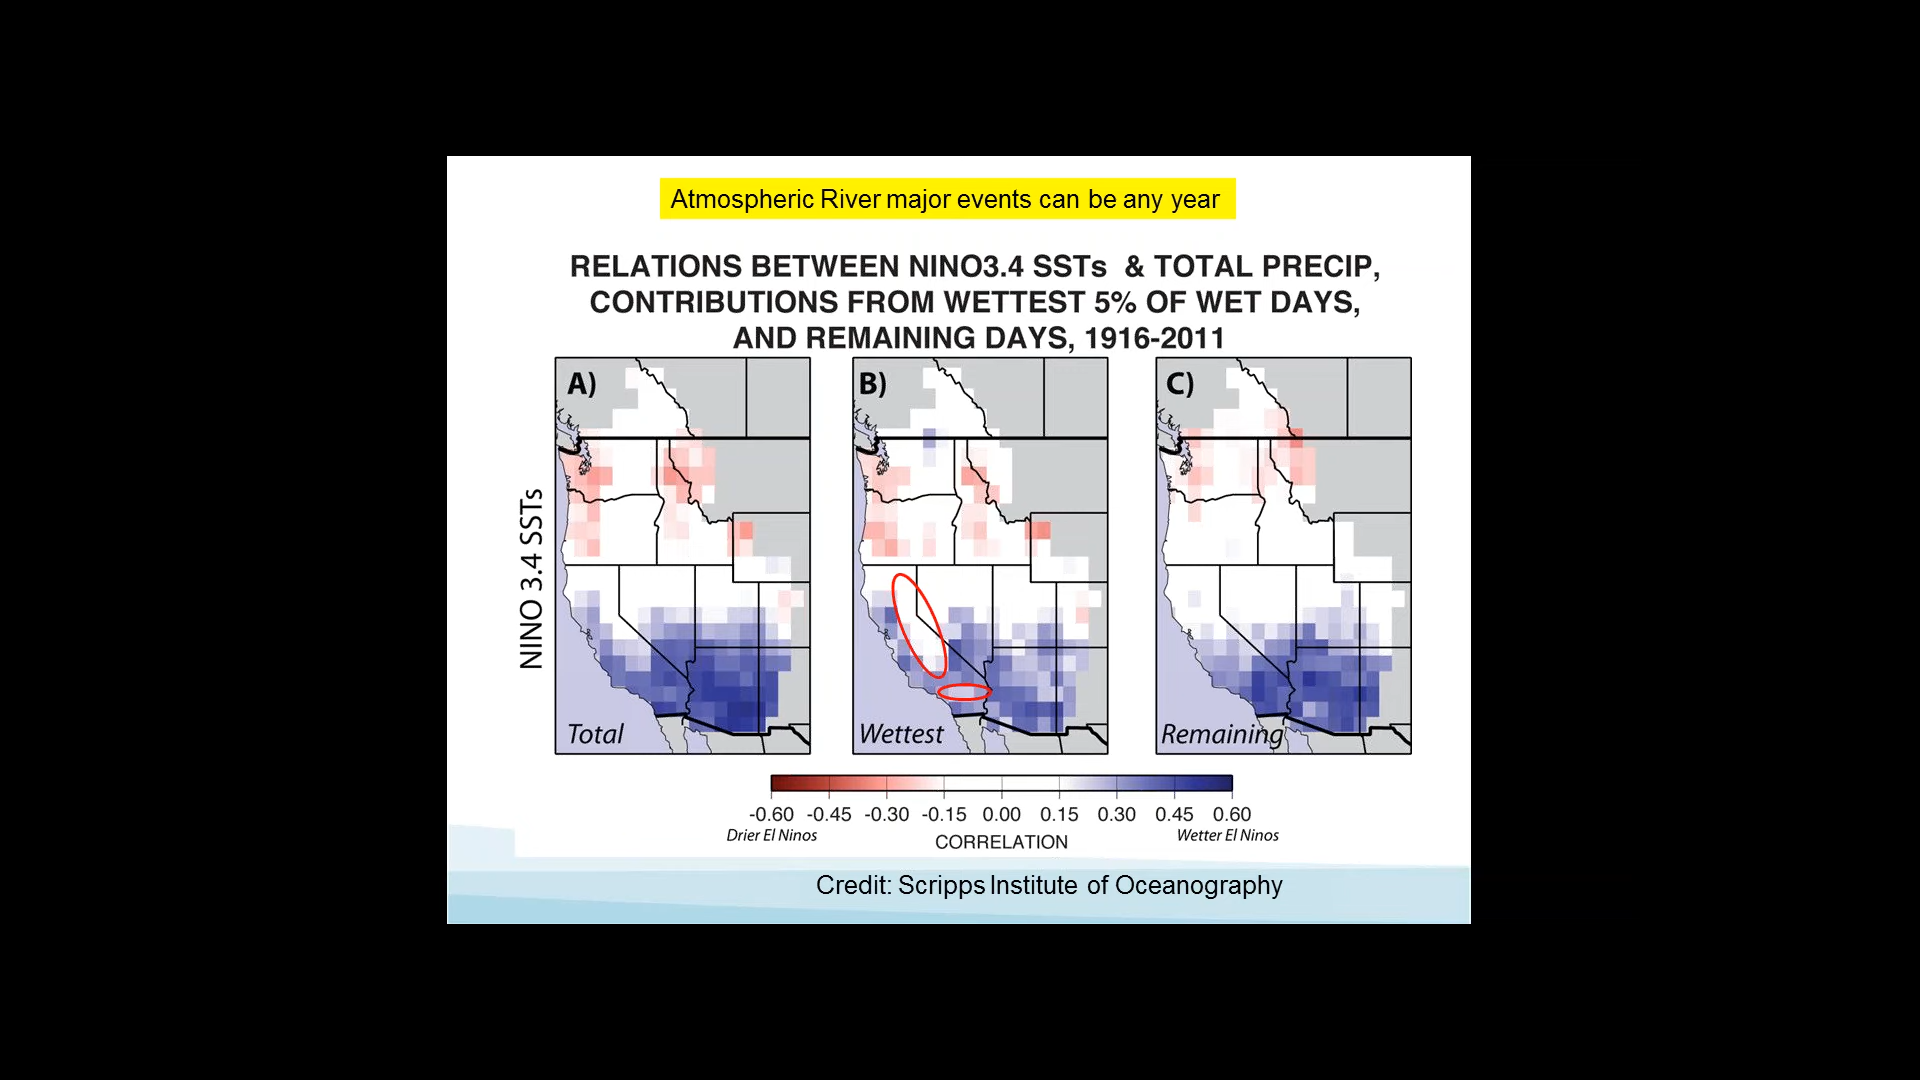 Atmospheric River major events can be any year
RELATIONS BETWEEN NINO3.4 SSTs & TOTAL PRECIP,
CONTRIBUTIONS FROM WETTEST 5% OF WET DAYS,
AND REMAINING DAYS, 1916-2011
A)
B)
C)
NINO 3.4 SSTs
Total
Wettest
Remaining
-0.60 -0.45 -0.30 -0.15 0.00 0.15 0.30 0.45 0.60
Drier El Ninos
Wetter El Ninos
CORRELATION
Credit: Scripps Institute of Oceanography